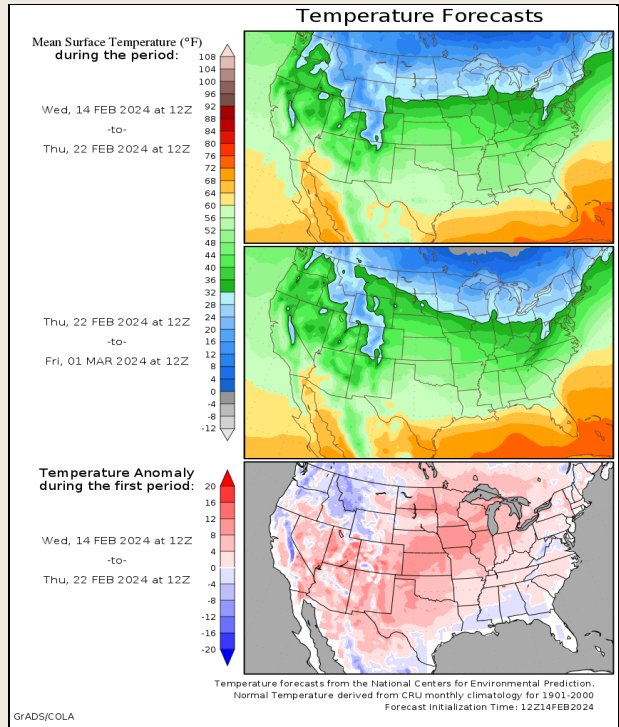 Temperature Forecasts
Mean Surface Temperature (°F)
during the period:
Wed, 14 FEB 2024 at 12Z
-to-
Thu, 22 FEB 2024 at 12Z
108
104
100
96
92
88
84
80
76
72
68
64
60
56
52
48
44
40
36
32
28
24
20
16
12
8
4
0
-4
-8
-12
Thu, 22 FEB 2024 at 12Z
-to-
Fri, 01 MAR 2024 at 12Z
Temperature Anomaly
during the first period:
Wed, 14 FEB 2024 at 12Z
-to-
Thu, 22 FEB 2024 at 12Z
20
16
12
8
4
0
-4
-8
-12
-16
-20
Temperature forecasts from the National Centers for Environmental Prediction.
Normal Temperature derived from CRU monthly climatology for 1901-2000
Forecast Initialization Time: 12Z14FEB2024
GrADS/COLA